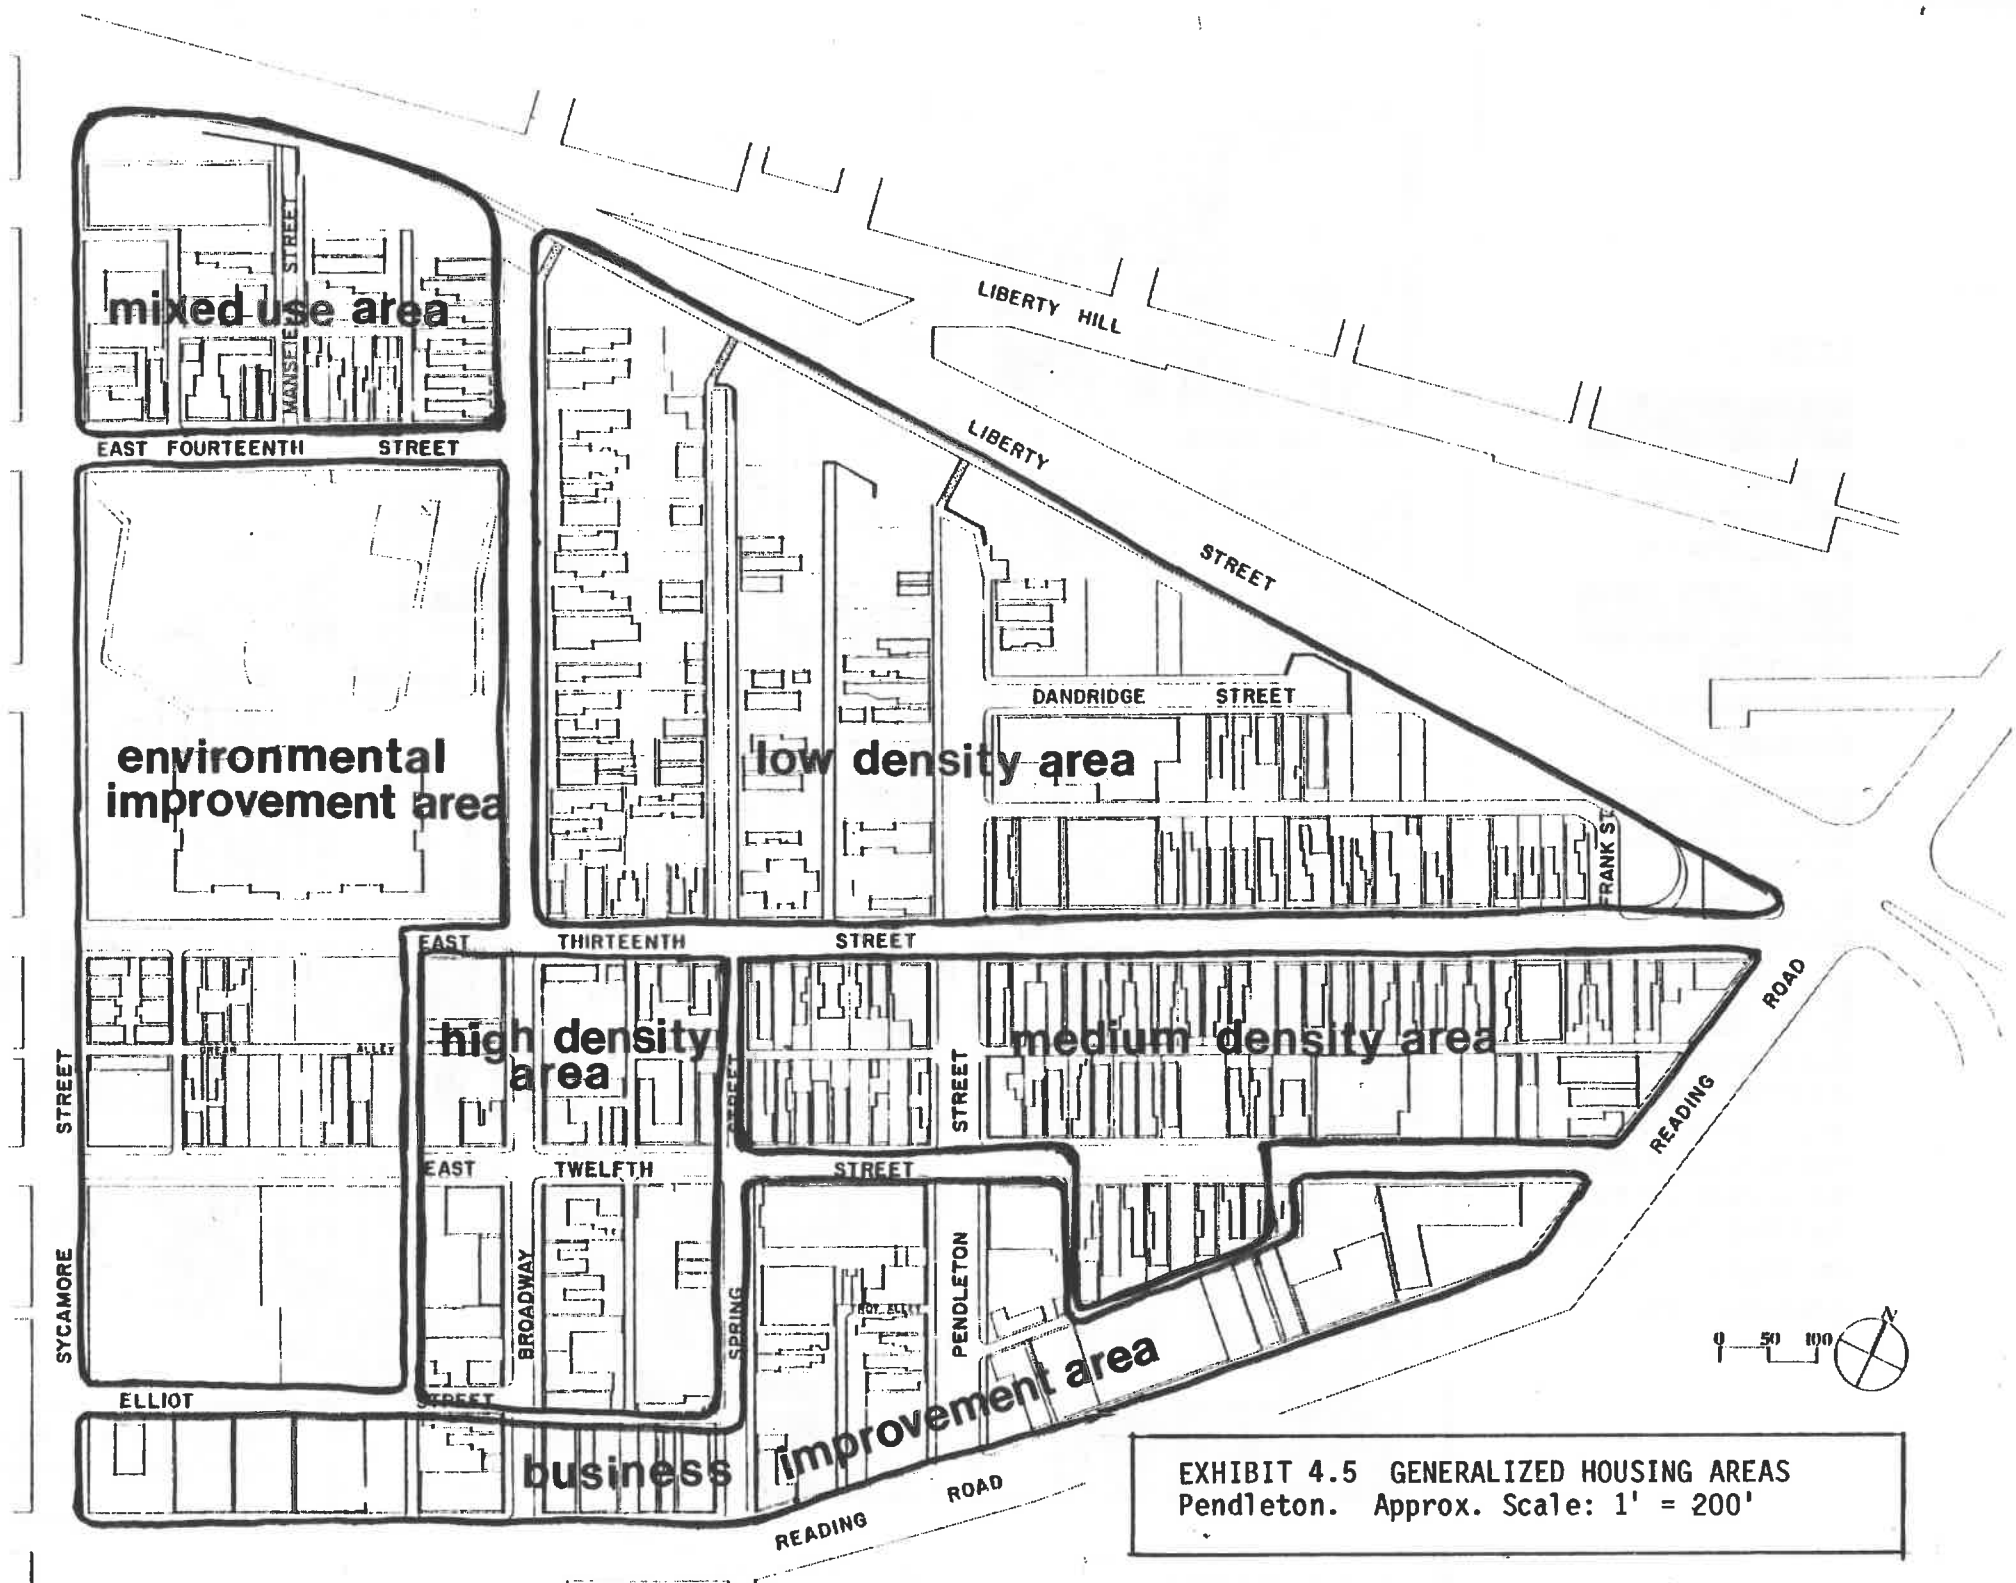 MANSFIELD STREET
mixed use area
LIBERTY HILL
EAST FOURTEENTH STREET
LIBERTY STREET
DANDRIDGE STREET
environmental
improvement area
low density area
FRANK ST
EAST THIRTEENTH STREET
READING ROAD
high density
area
medium density area
ALLEY
STREET
STREET
STREET
EAST TWELFTH STREET
SYCAMORE
BROADWAY
SPRING
PENDLETON
ALLEY
ELLIOT STREET
business improvement area
READING ROAD
0 50 100
N
EXHIBIT 4.5 GENERALIZED HOUSING AREAS
Pendleton. Approx. Scale: 1' = 200'